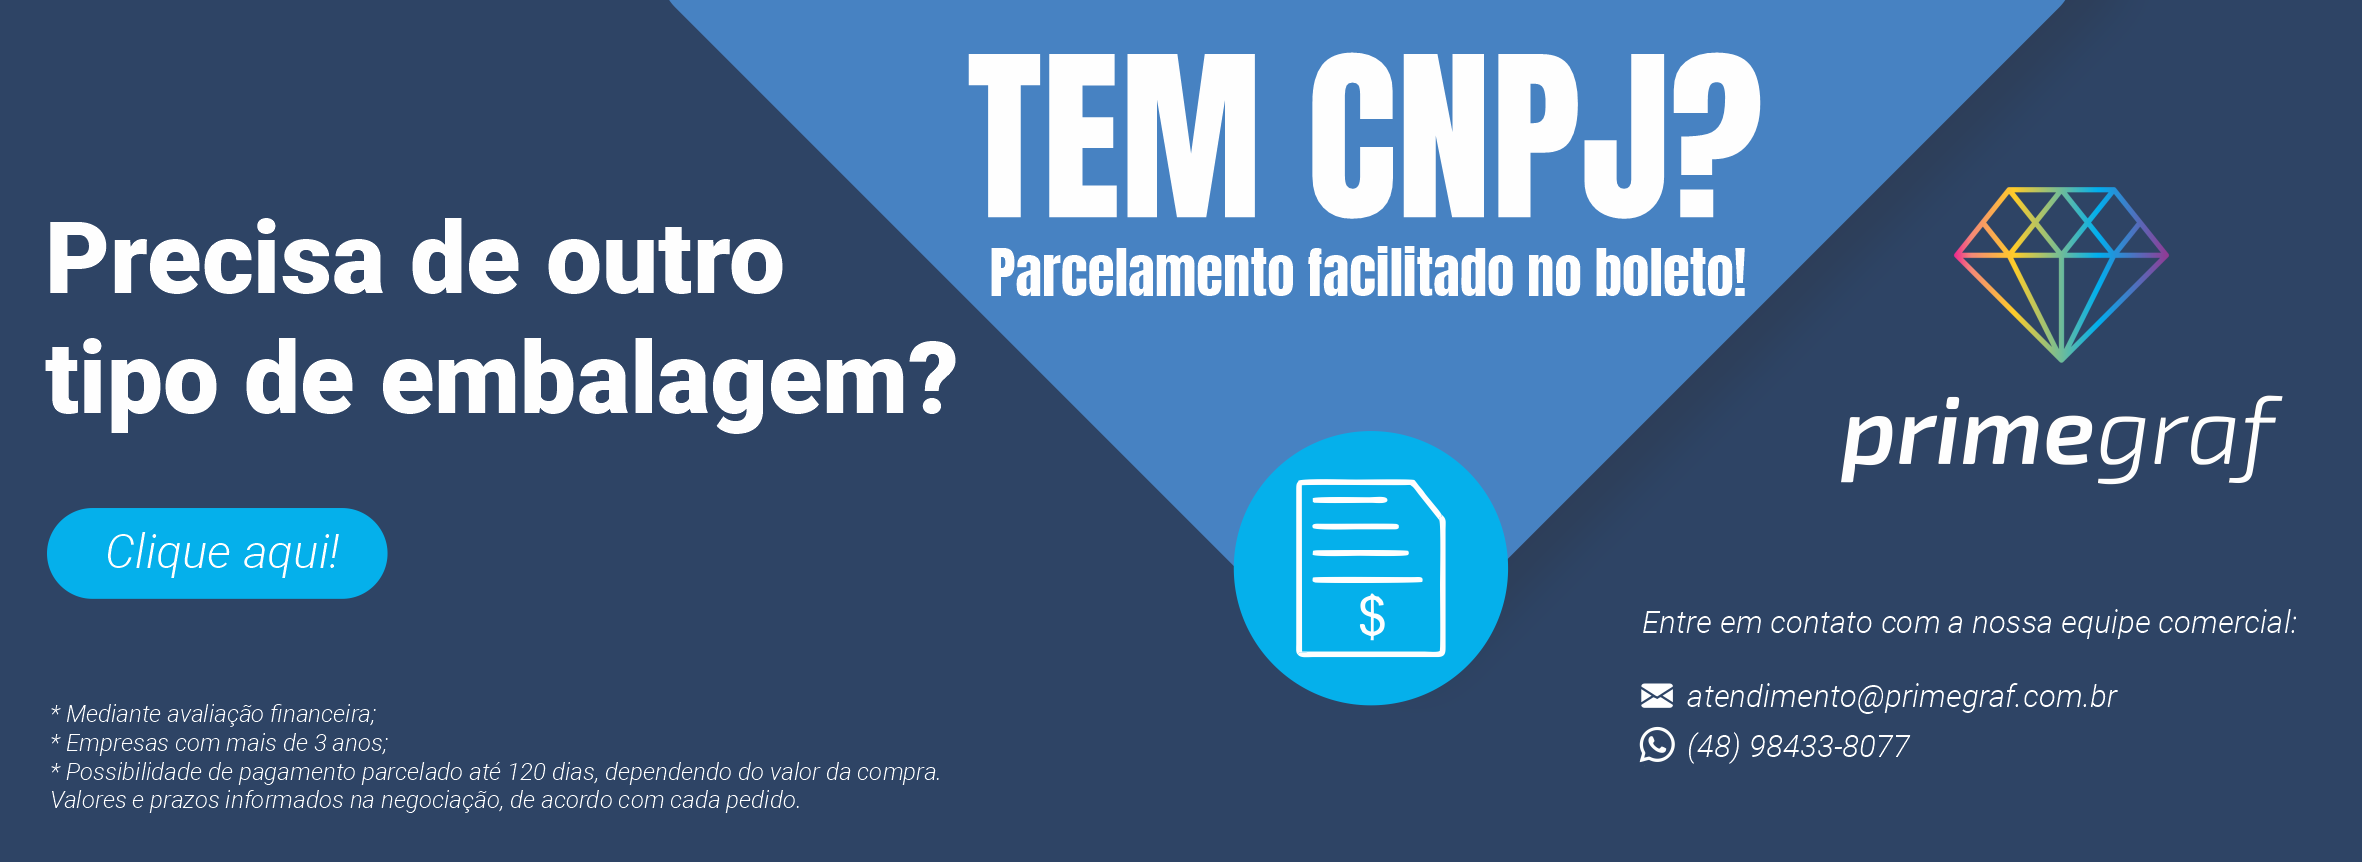 TEM CNPJ?
Parcelamento facilitado no boleto!
Precisa de outro
tipo de embalagem?
Clique aqui!
* Mediante avaliação financeira;
* Empresas com mais de 3 anos;
* Possibilidade de pagamento parcelado até 120 dias, dependendo do valor da compra.
Valores e prazos informados na negociação, de acordo com cada pedido.
$
primegraf
Entre em contato com a nossa equipe comercial:
atendimento@primegraf.com.br
(48) 98433-8077